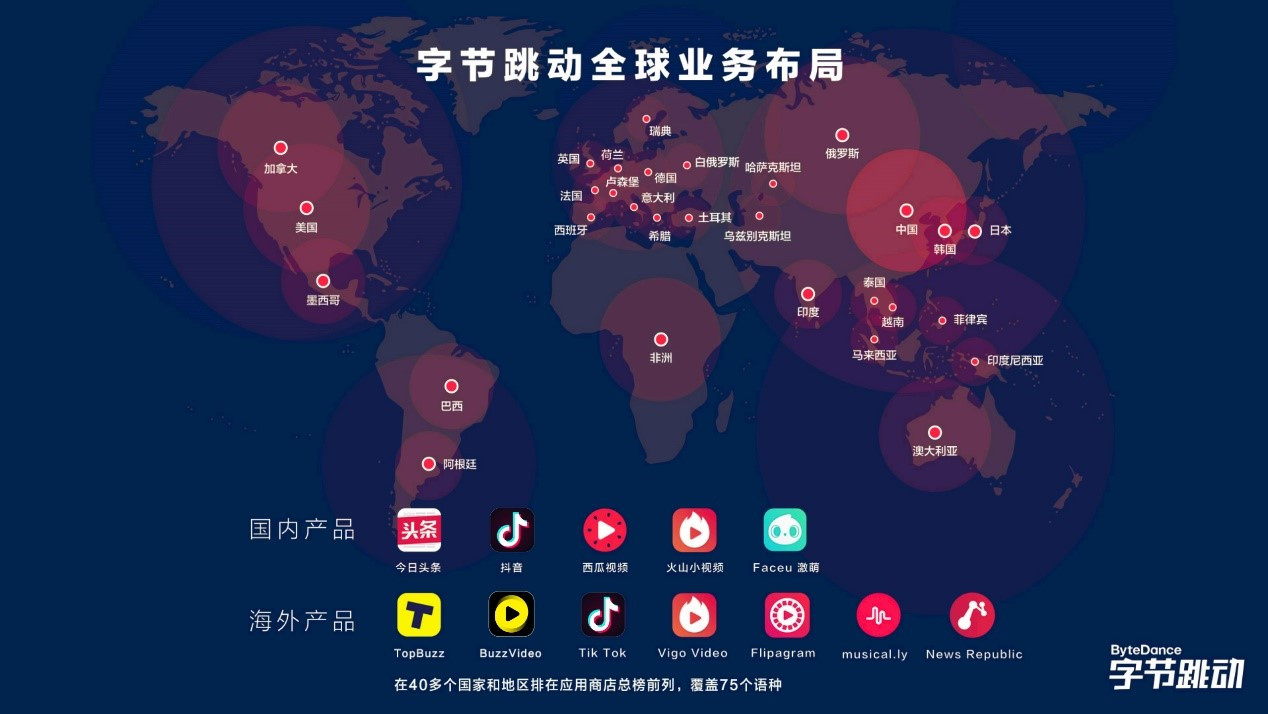 字节跳动全球业务布局
瑞典
英国
荷兰
白俄罗斯
俄罗斯
加拿大
卢森堡
德国
哈萨克斯坦
法国
意大利
美国
西班牙
希腊
土耳其
乌兹别克斯坦
中国
韩国
日本
墨西哥
印度
泰国
越南
菲律宾
非洲
马来西亚
印度尼西亚
巴西
阿根廷
澳大利亚
国内产品
头条
今日头条
抖音
西瓜视频
火山小视频
Faceu 激萌
海外产品
TopBuzz
BuzzVideo
Tik Tok
Vigo Video
Flipagram
musical.ly
News Republic
在40多个国家和地区排在应用商店总榜前列，覆盖75个语种
ByteDance
字节跳动